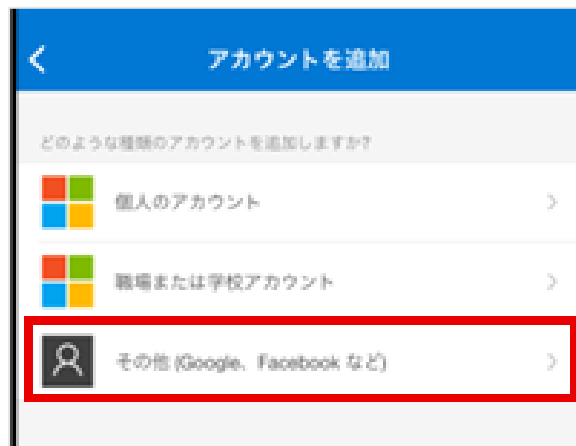 アカウントを追加
どのような種類のアカウントを追加しますか?
個人のアカウント
職場または学校アカウント
その他 (Google、Facebook など)